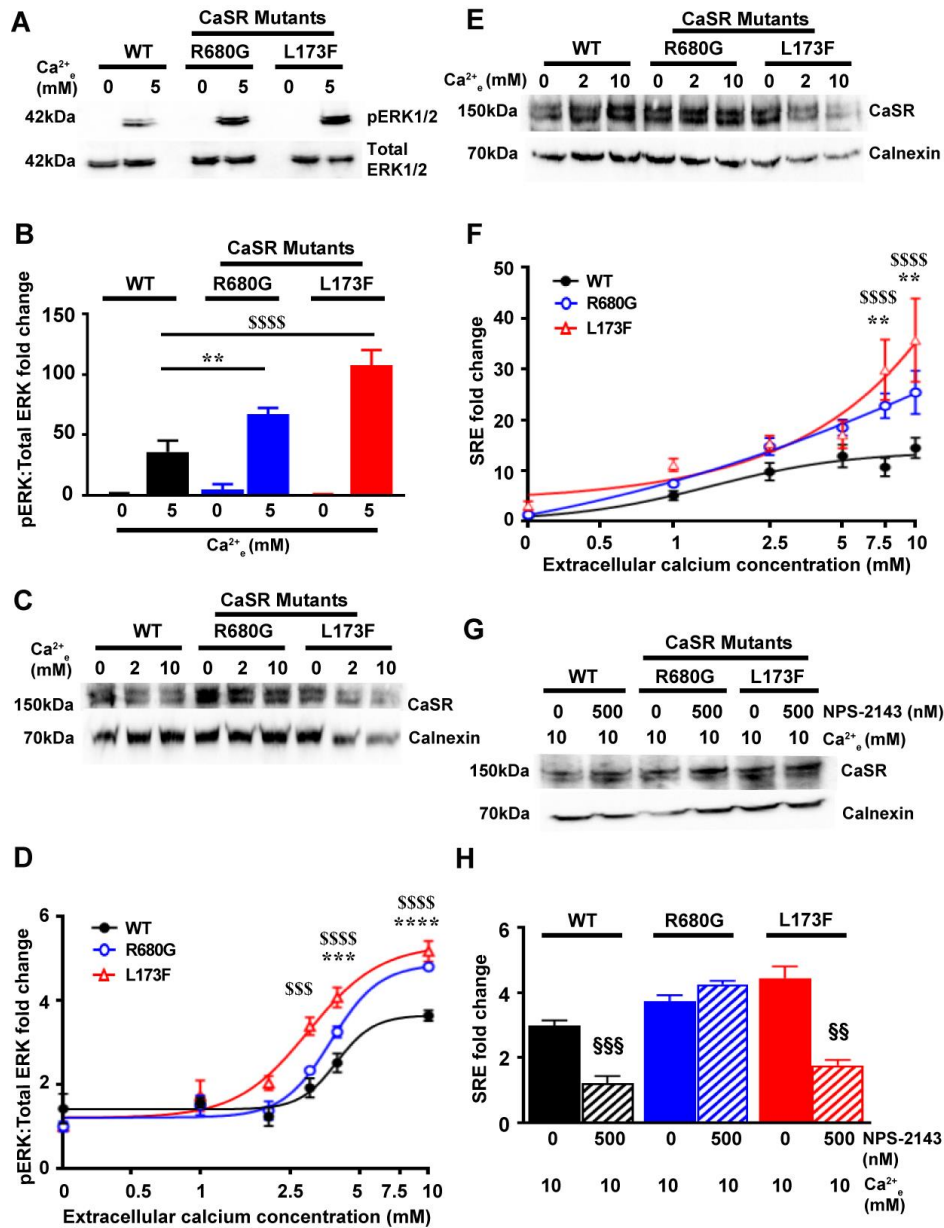 A
CaSR Mutants
WT R680G L173F
Ca²⁺ₑ
(mM)
0 5 0 5 0 5
42kDa pERK1/2
42kDa Total
ERK1/2
B
CaSR Mutants
WT R680G L173F
150
$$$$
100
**
50
0
pERK:Total ERK fold change
0 5 0 5 0 5
Ca²⁺ₑ (mM)
C
CaSR Mutants
WT R680G L173F
Ca²⁺ₑ
(mM)
0 2 10 0 2 10 0 2 10
150kDa CaSR
70kDa Calnexin
D
6
WT
R680G
L173F
$$$$
****
$$$$
***
$$$
4
2
0
pERK:Total ERK fold change
0 0.5 1 2.5 5 7.5 10
Extracellular calcium concentration (mM)
E
CaSR Mutants
WT R680G L173F
Ca²⁺ₑ
(mM)
0 2 10 0 2 10 0 2 10
150kDa CaSR
70kDa Calnexin
F
50
WT
R680G
L173F
$$$$
**
$$$$
**
40
30
20
10
0
SRE fold change
0 0.5 1 2.5 5 7.5 10
Extracellular calcium concentration (mM)
G
CaSR Mutants
WT R680G L173F
0 500 0 500 0 500 NPS-2143 (nM)
10 10 10 10 10 10 Ca²⁺ₑ (mM)
150kDa CaSR
70kDa Calnexin
H
WT R680G L173F
6
4
2
0
SRE fold change
§§§
§§
0 500 0 500 0 500 NPS-2143
(nM)
10 10 10 10 10 10 Ca²⁺ₑ
(mM)